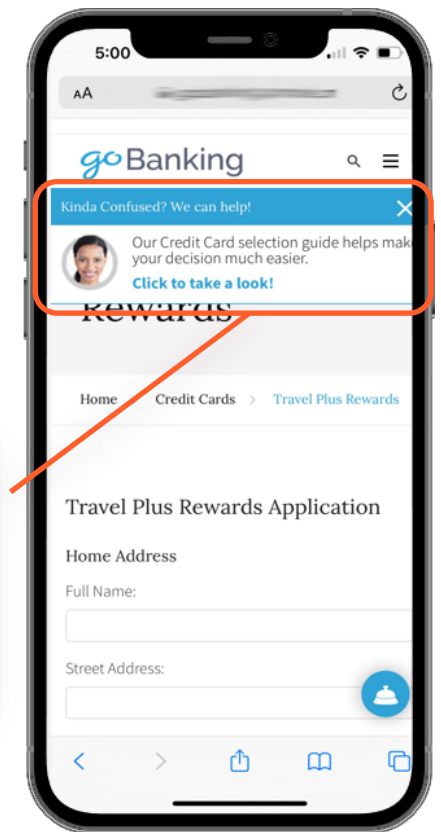 5:00
AA
goBanking
Kinda Confused? We can help!
Our Credit Card selection guide helps mak
your decision much easier.
Click to take a look!
Rewards
Home Credit Cards > Travel Plus Rewards
Travel Plus Rewards Application
Home Address
Full Name:
Street Address: